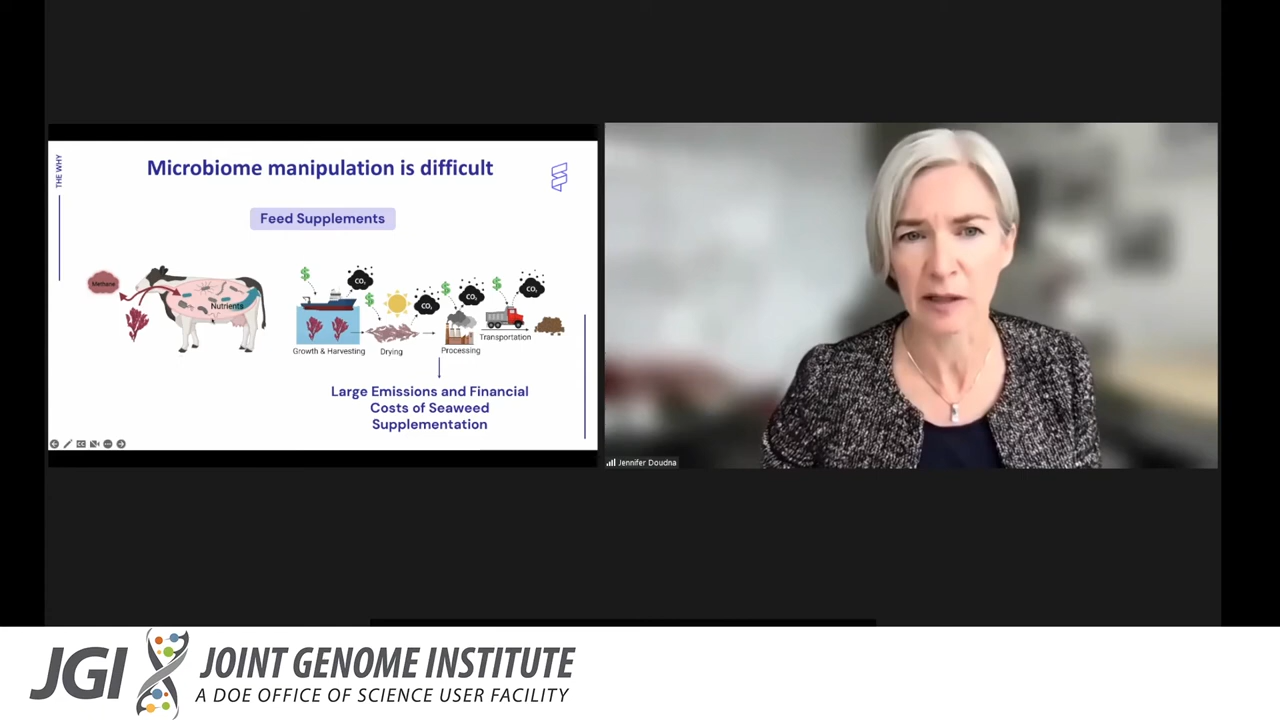 THE WHY
Microbiome manipulation is difficult
Feed Supplements
Methane
Nutrients
$
CO₂
$
CO₂
$
CO₂
$
CO₂
Growth & Harvesting
Drying
Processing
Transportation
Large Emissions and Financial
Costs of Seaweed
Supplementation
CC
Jennifer Doudna
JGI
JOINT GENOME INSTITUTE
A DOE OFFICE OF SCIENCE USER FACILITY